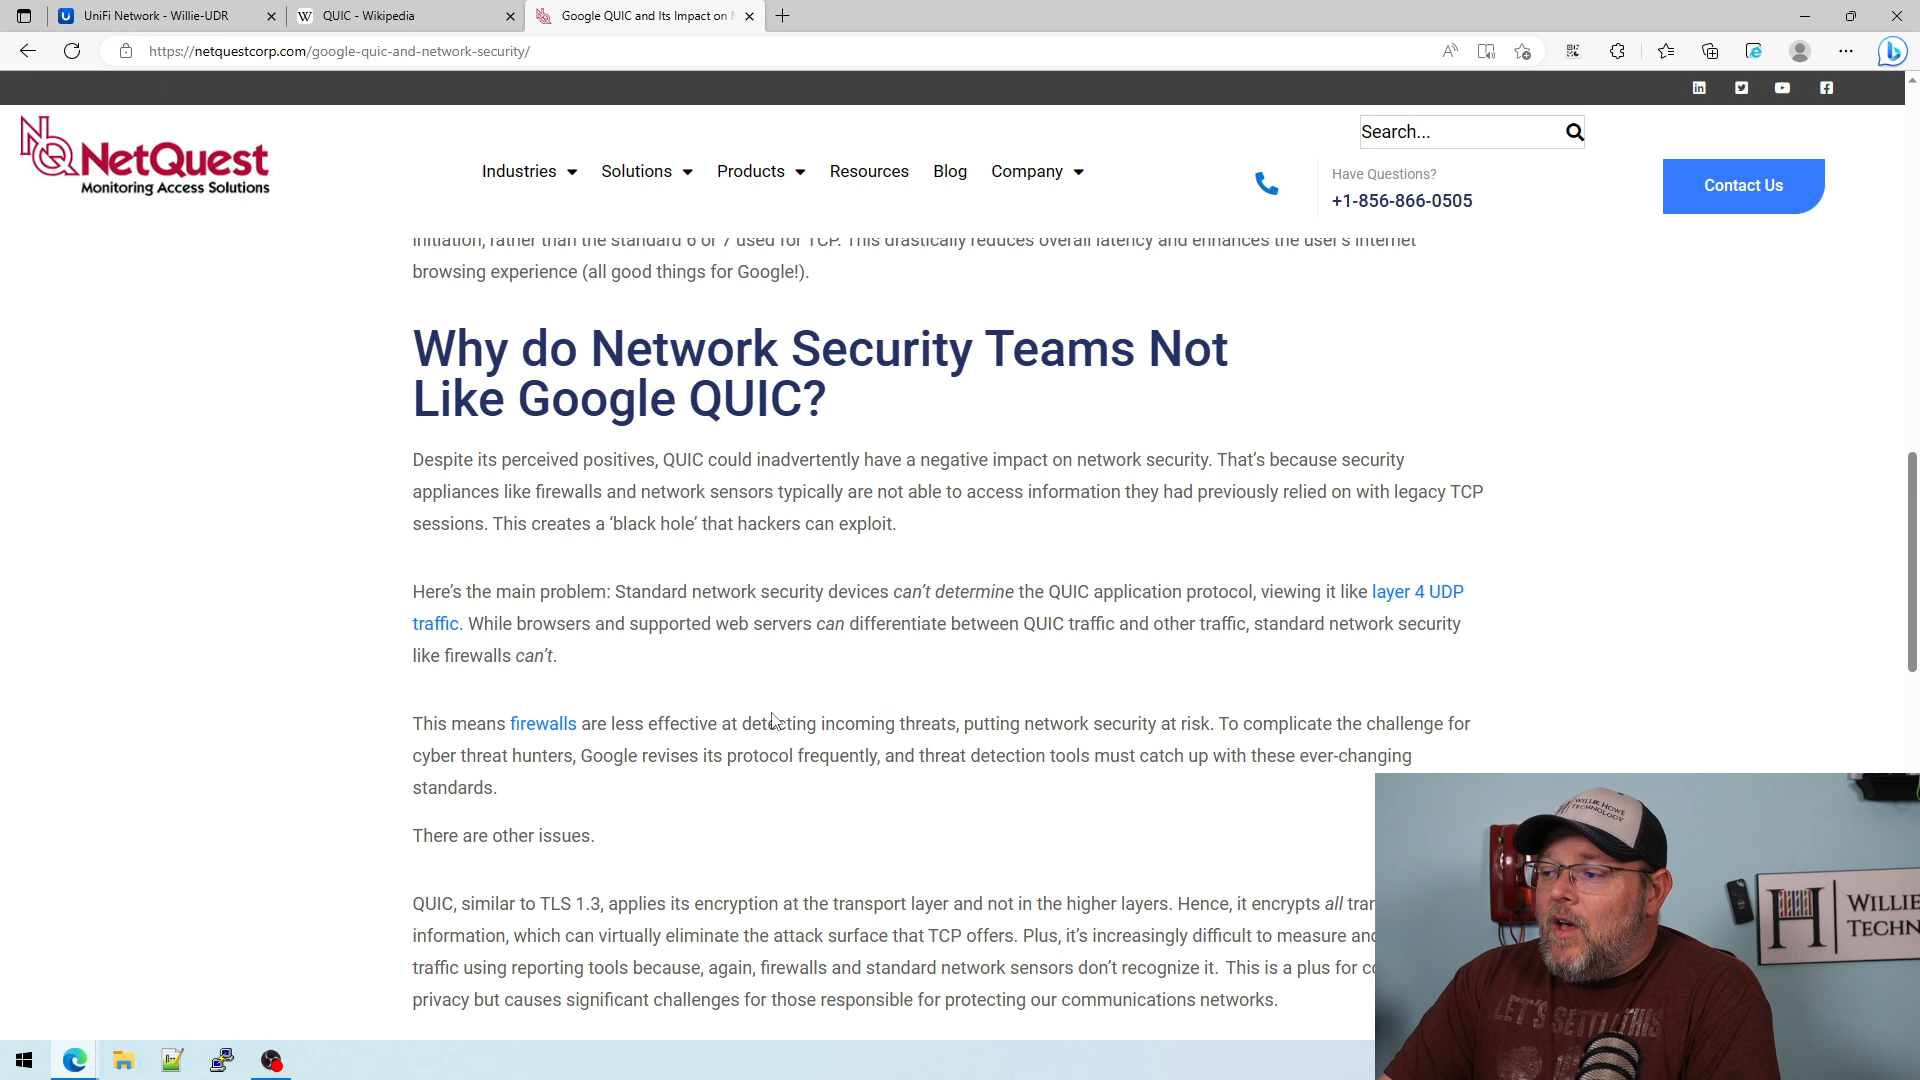 UniFi Network - Willie-UDR
QUIC - Wikipedia
Google QUIC and Its Impact on
https://netquestcorp.com/google-quic-and-network-security/
Search...
NQ NetQuest
Monitoring Access Solutions
Industries Solutions Products Resources Blog Company
Have Questions?
+1-856-866-0505
Contact Us
initiation, rather than the standard 6 or 7 used for TCP. This drastically reduces overall latency and enhances the user's internet
browsing experience (all good things for Google!).
Why do Network Security Teams Not
Like Google QUIC?
Despite its perceived positives, QUIC could inadvertently have a negative impact on network security. That's because security
appliances like firewalls and network sensors typically are not able to access information they had previously relied on with legacy TCP
sessions. This creates a 'black hole' that hackers can exploit.
Here's the main problem: Standard network security devices can't determine the QUIC application protocol, viewing it like layer 4 UDP
traffic. While browsers and supported web servers can differentiate between QUIC traffic and other traffic, standard network security
like firewalls can't.
This means firewalls are less effective at detecting incoming threats, putting network security at risk. To complicate the challenge for
cyber threat hunters, Google revises its protocol frequently, and threat detection tools must catch up with these ever-changing
standards.
There are other issues.
QUIC, similar to TLS 1.3, applies its encryption at the transport layer and not in the higher layers. Hence, it encrypts all tran
information, which can virtually eliminate the attack surface that TCP offers. Plus, it's increasingly difficult to measure and
traffic using reporting tools because, again, firewalls and standard network sensors don't recognize it. This is a plus for co
privacy but causes significant challenges for those responsible for protecting our communications networks.
WILLIE HOWE
TECHNOLOGY
H WILLIE
TECHN
LET'S SETTLE THIS